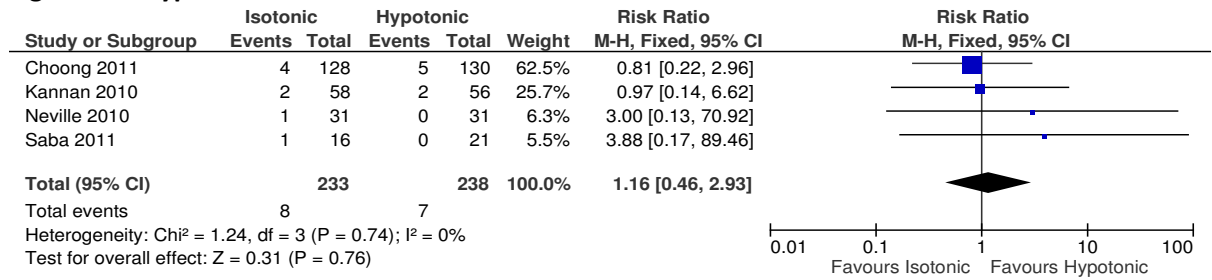 Isotonic Hypotonic Risk Ratio Risk Ratio
Study or Subgroup Events Total Events Total Weight M-H, Fixed, 95% CI M-H, Fixed, 95% CI
Choong 2011 4 128 5 130 62.5% 0.81 [0.22, 2.96]
Kannan 2010 2 58 2 56 25.7% 0.97 [0.14, 6.62]
Neville 2010 1 31 0 31 6.3% 3.00 [0.13, 70.92]
Saba 2011 1 16 0 21 5.5% 3.88 [0.17, 89.46]
Total (95% CI) 233 238 100.0% 1.16 [0.46, 2.93]
Total events 8 7
Heterogeneity: Chi² = 1.24, df = 3 (P = 0.74); I² = 0%
Test for overall effect: Z = 0.31 (P = 0.76)
0.01 0.1 1 10 100
Favours Isotonic Favours Hypotonic